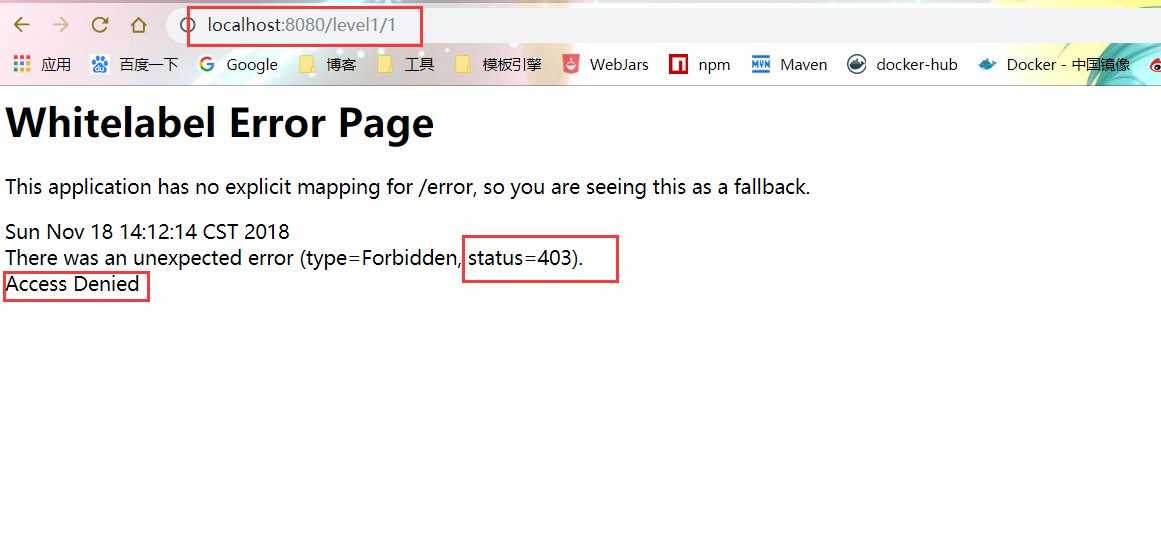 localhost:8080/level1/1
应用 百度一下 Google 博客 工具 模板引擎 WebJars npm Maven docker-hub Docker - 中国镜像
Whitelabel Error Page
This application has no explicit mapping for /error, so you are seeing this as a fallback.
Sun Nov 18 14:12:14 CST 2018
There was an unexpected error (type=Forbidden, status=403).
Access Denied